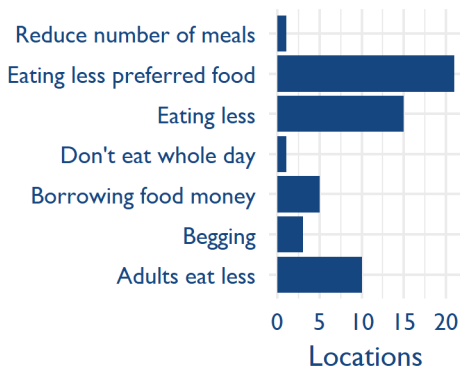 Reduce number of meals
Eating less preferred food
Eating less
Don't eat whole day
Borrowing food money
Begging
Adults eat less
0 5 10 15 20
Locations